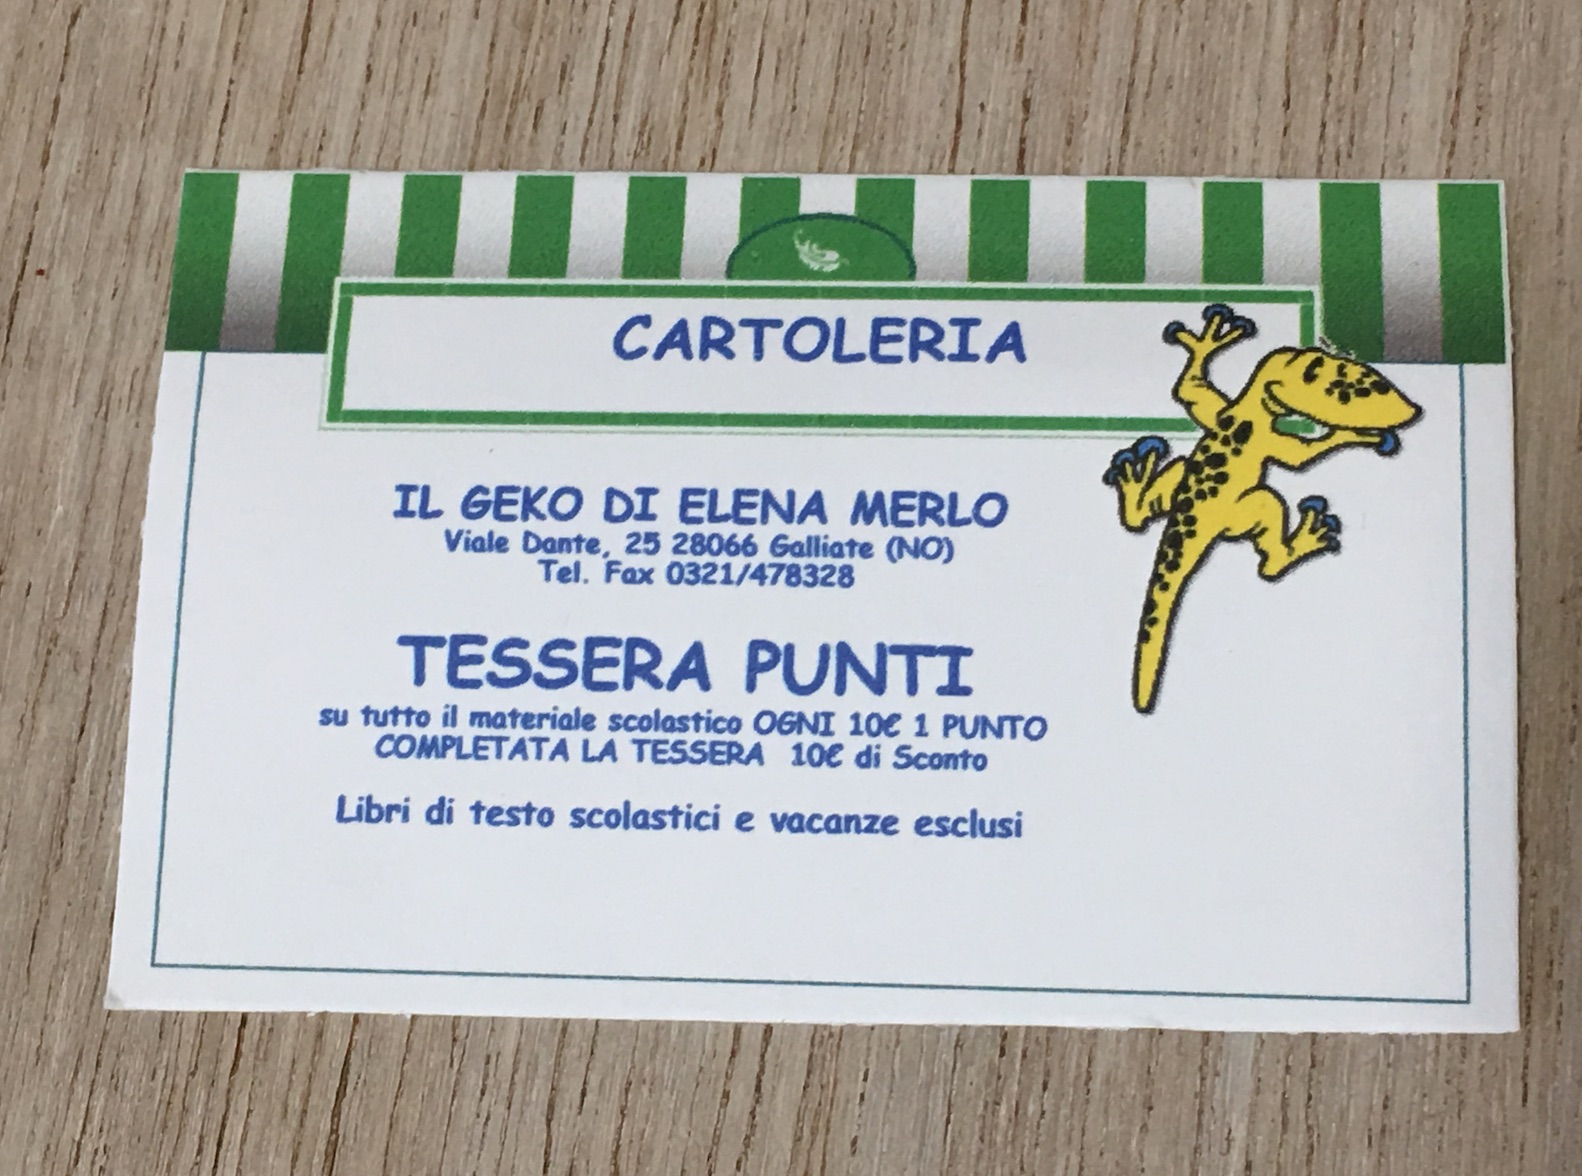 CARTOLERIA
IL GEKO DI ELENA MERLO
Viale Dante, 25 28066 Galliate (NO)
Tel. Fax 0321/478328
TESSERA PUNTI
su tutto il materiale scolastico OGNI 10€ 1 PUNTO
COMPLETATA LA TESSERA 10€ di Sconto
Libri di testo scolastici e vacanze esclusi